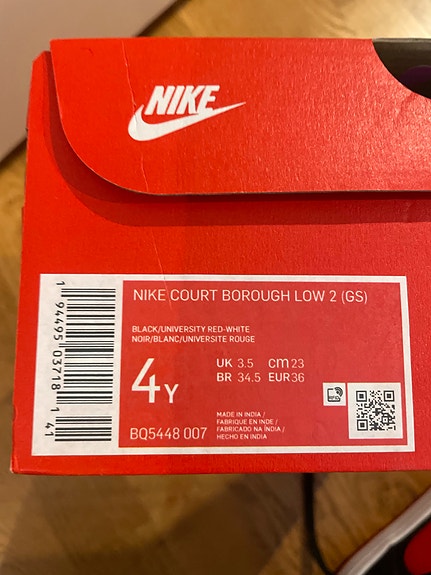 NIKE
NIKE COURT BOROUGH LOW 2 (GS)
BLACK/UNIVERSITY RED-WHITE
NOIR/BLANC/UNIVERSITE ROUGE
4Y
UK 3.5 cm 23
BR 34.5 EUR 36
BQ5448 007
MADE IN INDIA /
FABRIQUE EN INDE /
FABRICADO NA ÍNDIA /
HECHO EN INDIA
1 94495 03718 1 41